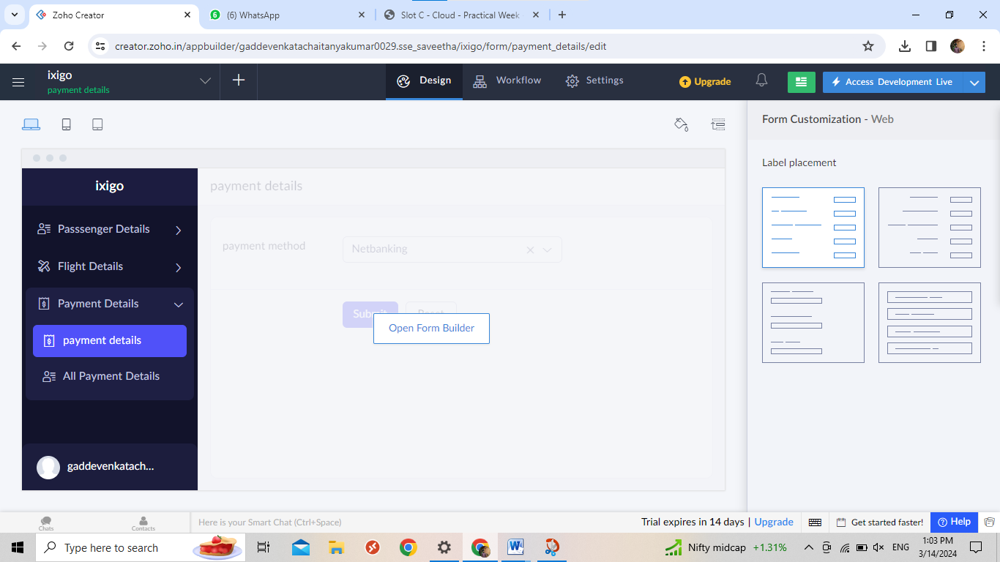 Zoho Creator
(6) WhatsApp
Slot C - Cloud - Practical Week
creator.zoho.in/appbuilder/gaddevenkatachaitanyakumar0029.sse_saveetha/ixigo/form/payment_details/edit
ixigo
payment details
Design
Workflow
Settings
Upgrade
Access Development Live
Form Customization - Web
Label placement
ixigo
Passsenger Details
Flight Details
Payment Details
payment details
All Payment Details
gaddevenkatach...
payment details
payment method
Netbanking
Submit
Reset
Open Form Builder
Chats
Contacts
Here is your Smart Chat (Ctrl+Space)
Trial expires in 14 days | Upgrade
Get started faster!
Help
Type here to search
Nifty midcap +1.31%
ENG
1:03 PM
3/14/2024